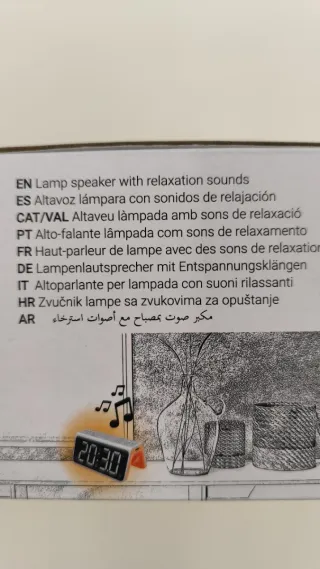 EN Lamp speaker with relaxation sounds
ES Altavoz lámpara con sonidos de relajación
CAT/VAL Altaveu làmpada amb sons de relaxació
PT Alto-falante lâmpada com sons de relaxamento
FR Haut-parleur de lampe avec des sons de relaxation
DE Lampenlautsprecher mit Entspannungsklängen
IT Altoparlante per lampada con suoni rilassanti
HR Zvučnik lampe sa zvukovima za opuštanje
AR مكبر صوت بمصباح مع أصوات استرخاء
20:30